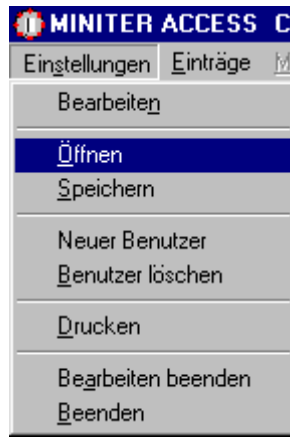 MINITER ACCESS C
Einstellungen Einträge M
Bearbeiten
Öffnen
Speichern
Neuer Benutzer
Benutzer löschen
Drucken
Bearbeiten beenden
Beenden